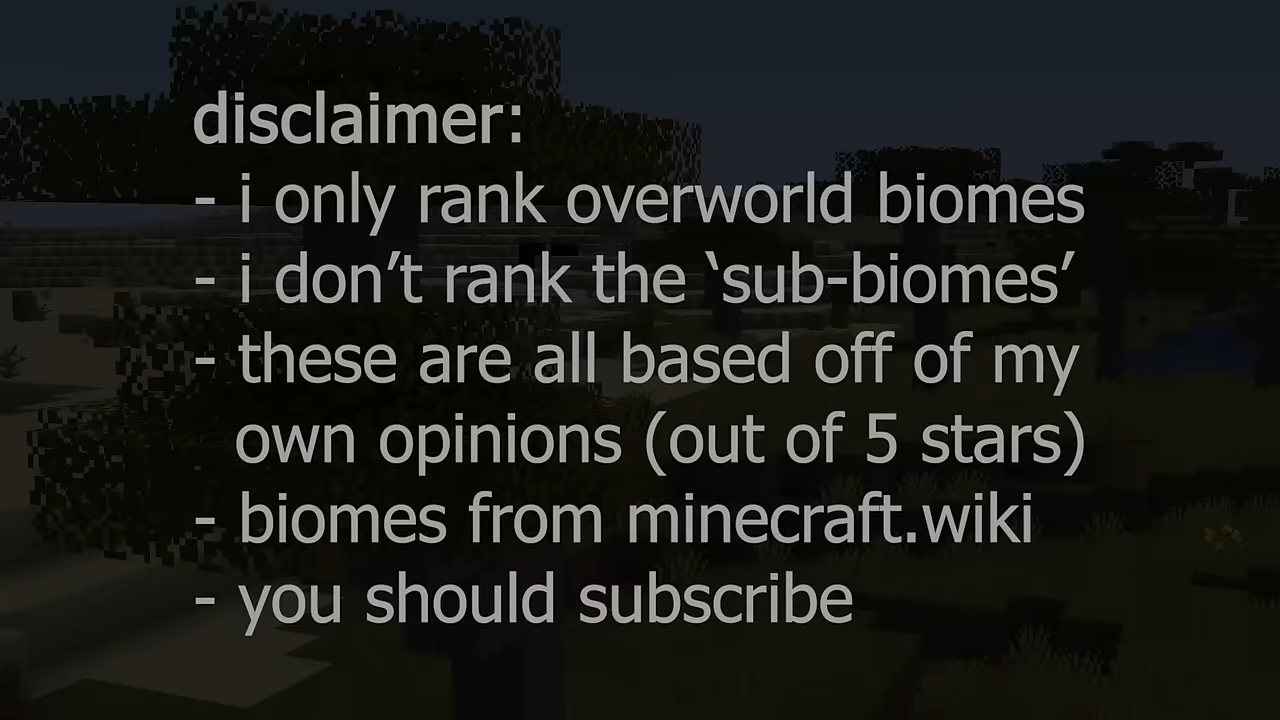 disclaimer:
- i only rank overworld biomes
- i don’t rank the ‘sub-biomes’
- these are all based off of my
own opinions (out of 5 stars)
- biomes from minecraft.wiki
- you should subscribe